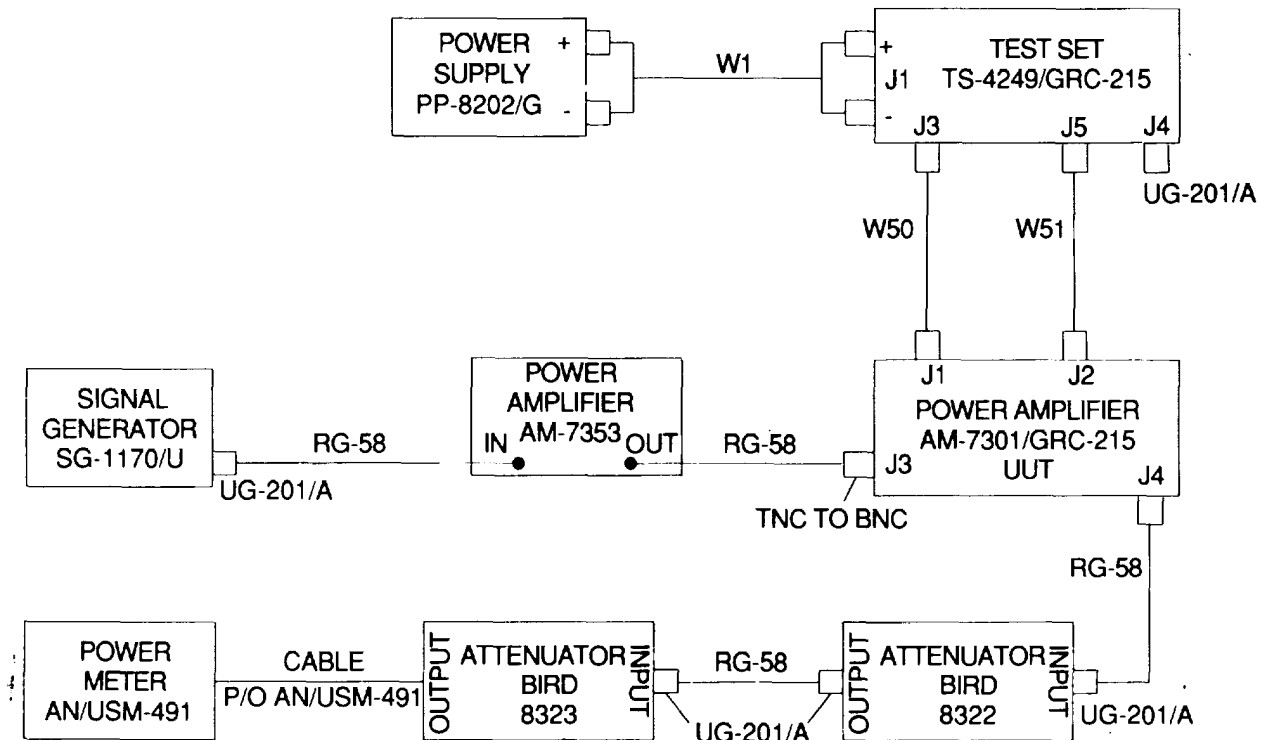 POWER
SUPPLY
PP-8202/G
+
-
W1
+
J1
-
TEST SET
TS-4249/GRC-215
J3
J5
J4
UG-201/A
W50
W51
SIGNAL
GENERATOR
SG-1170/U
UG-201/A
RG-58
POWER
AMPLIFIER
AM-7353
IN
OUT
RG-58
TNC TO BNC
J1
J2
POWER AMPLIFIER
AM-7301/GRC-215
UUT
J3
J4
RG-58
POWER
METER
AN/USM-491
CABLE
P/O AN/USM-491
OUTPUT
ATTENUATOR
BIRD
8323
INPUT
RG-58
UG-201/A
OUTPUT
ATTENUATOR
BIRD
8322
INPUT
UG-201/A